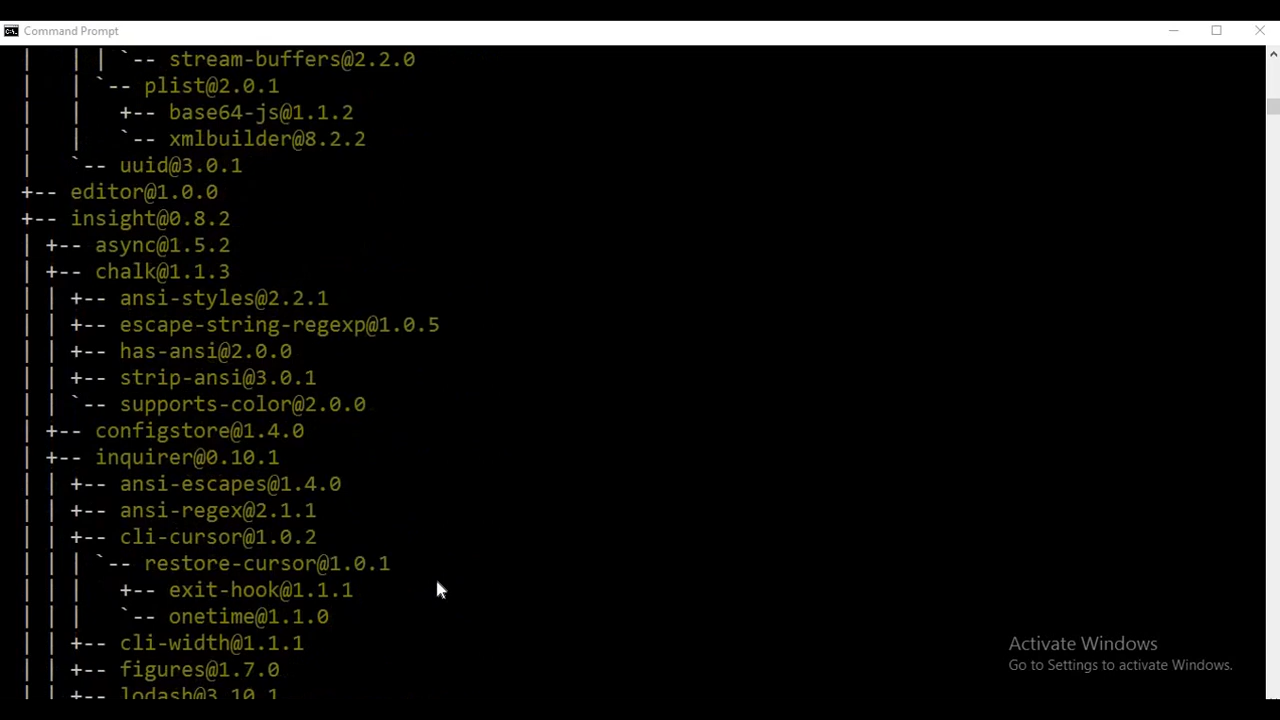 Command Prompt
| | | `-- stream-buffers@2.2.0
| | `-- plist@2.0.1
| | +-- base64-js@1.1.2
| | `-- xmlbuilder@8.2.2
| `-- uuid@3.0.1
+-- editor@1.0.0
+-- insight@0.8.2
| +-- async@1.5.2
| +-- chalk@1.1.3
| | +-- ansi-styles@2.2.1
| | +-- escape-string-regexp@1.0.5
| | +-- has-ansi@2.0.0
| | +-- strip-ansi@3.0.1
| | `-- supports-color@2.0.0
| +-- configstore@1.4.0
| +-- inquirer@0.10.1
| | +-- ansi-escapes@1.4.0
| | +-- ansi-regex@2.1.1
| | +-- cli-cursor@1.0.2
| | | `-- restore-cursor@1.0.1
| | | +-- exit-hook@1.1.1
| | | `-- onetime@1.1.0
| | +-- cli-width@1.1.1
| | +-- figures@1.7.0
| | +-- lodash@3.10.1
Activate Windows
Go to Settings to activate Windows.